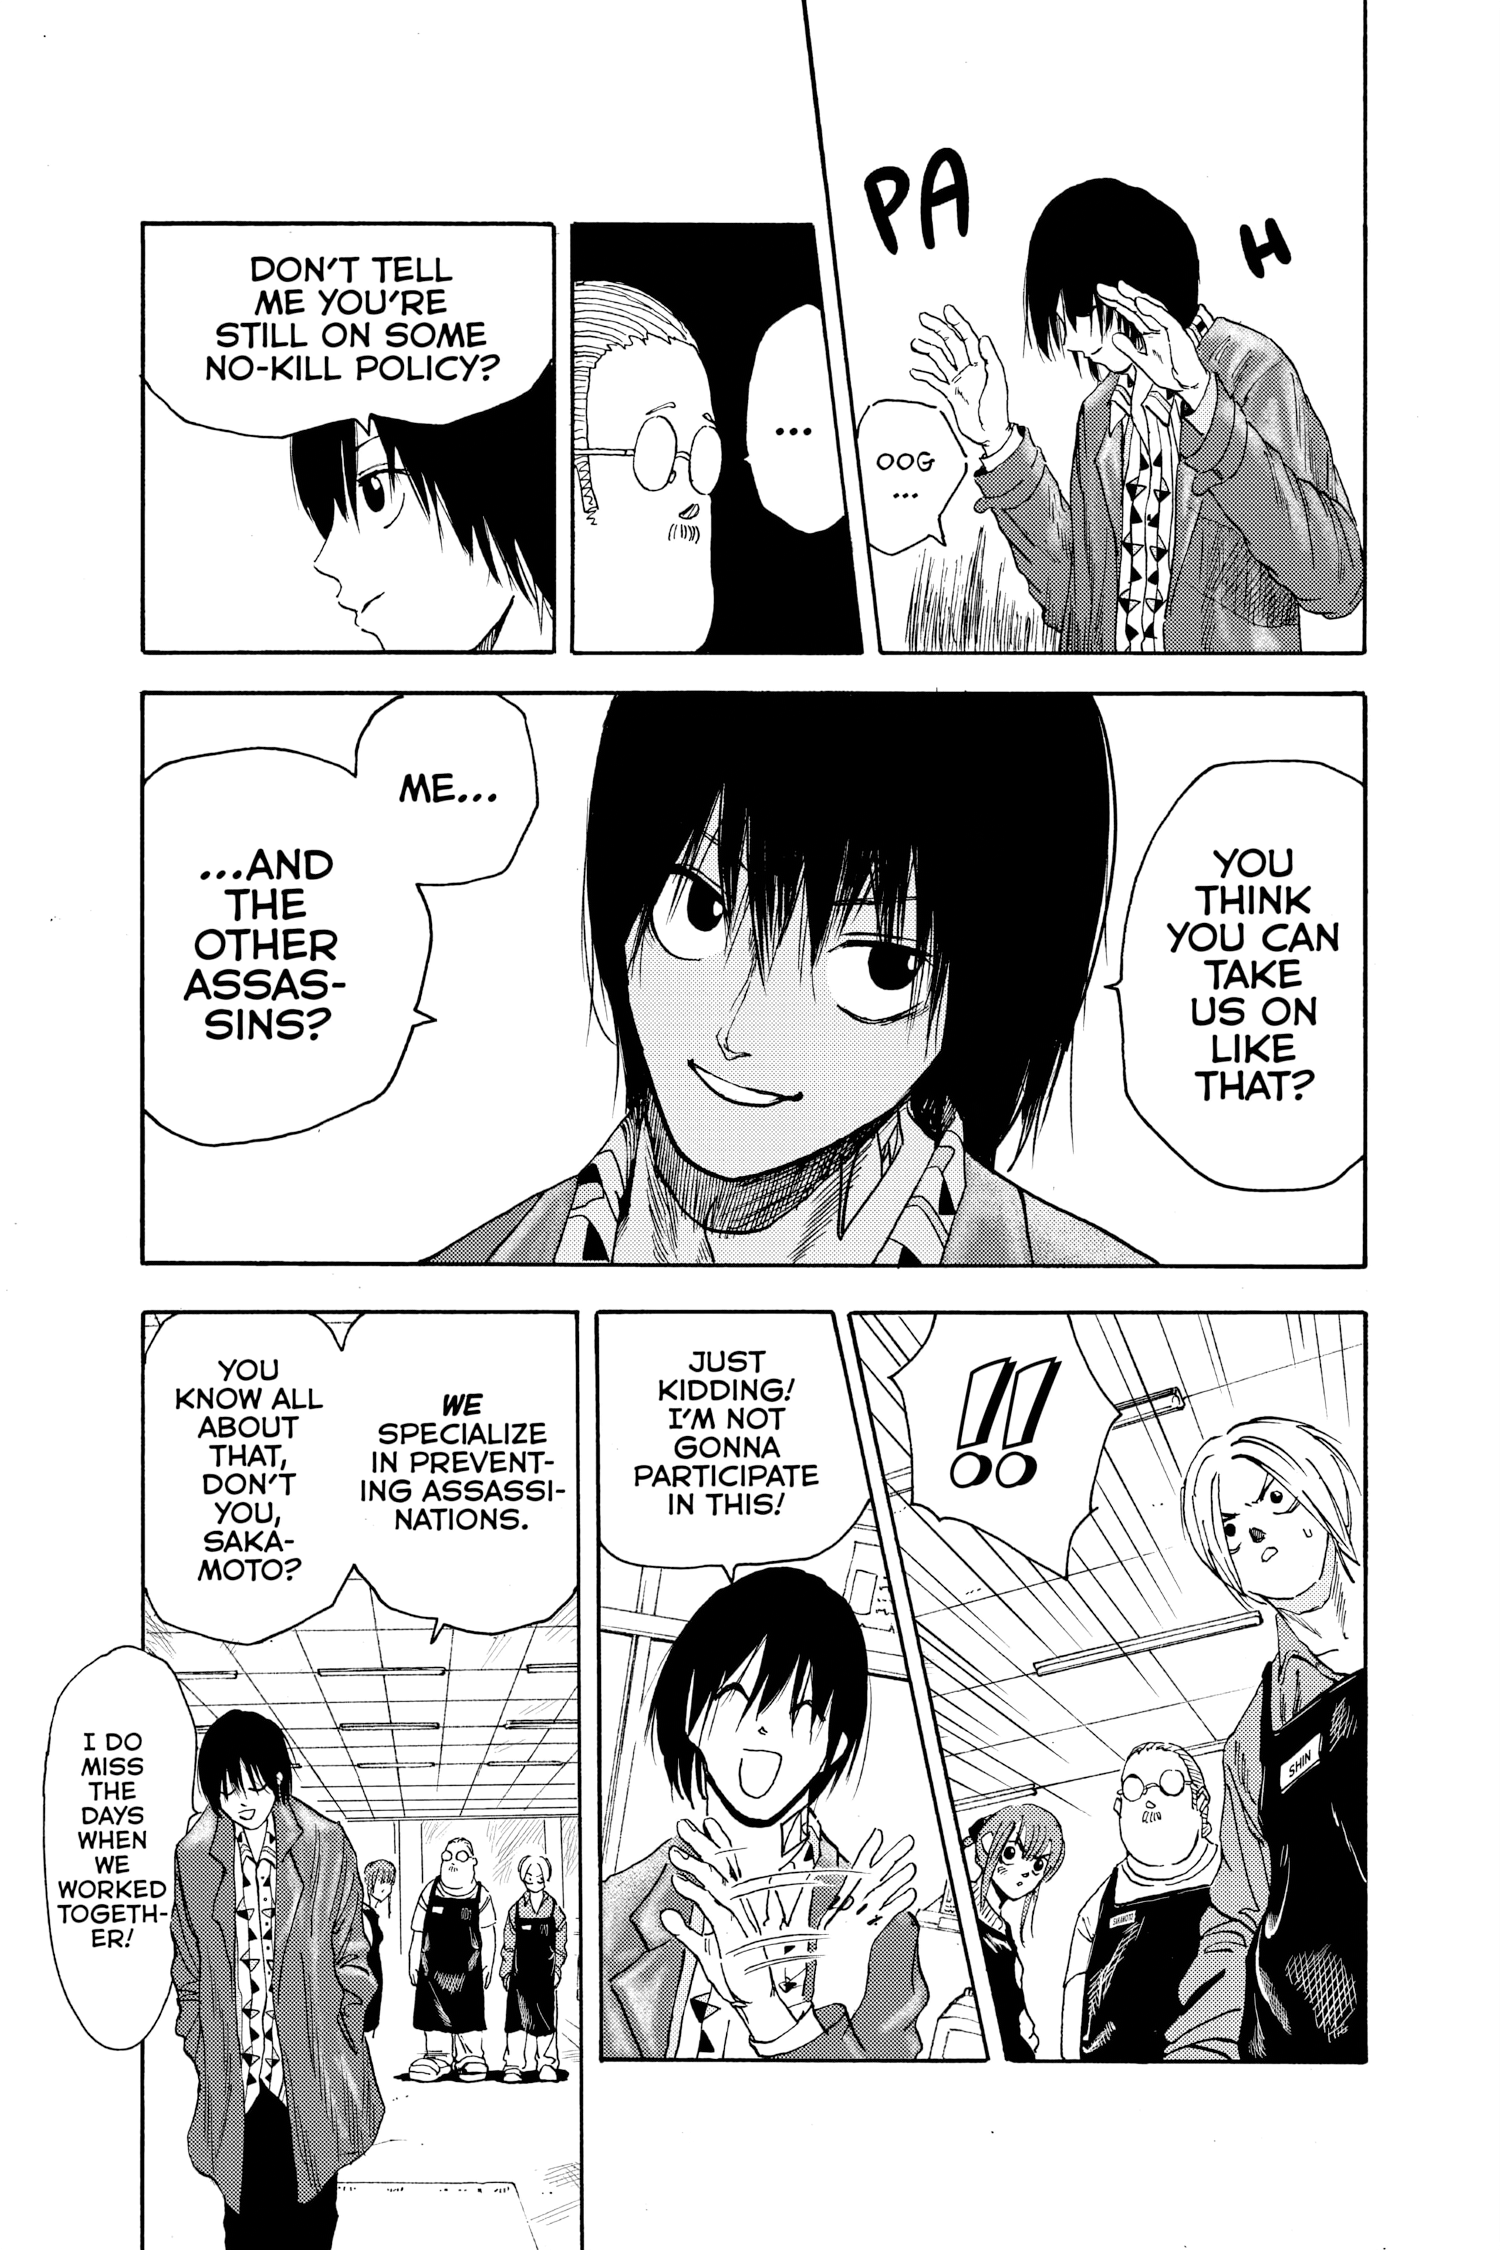 PA
H
OOG
...
...
DON'T TELL
ME YOU'RE
STILL ON SOME
NO-KILL POLICY?
YOU
THINK
YOU CAN
TAKE
US ON
LIKE
THAT?
ME...
...AND
THE
OTHER
ASSAS-
SINS?
!!
SHIN
SAKAMOTO
JUST
KIDDING!
I'M NOT
GONNA
PARTICIPATE
IN THIS!
WE
SPECIALIZE
IN PREVENT-
ING ASSASSI-
NATIONS.
YOU
KNOW ALL
ABOUT
THAT,
DON'T
YOU,
SAKA-
MOTO?
I DO
MISS
THE
DAYS
WHEN
WE
WORKED
TOGETH-
ER!